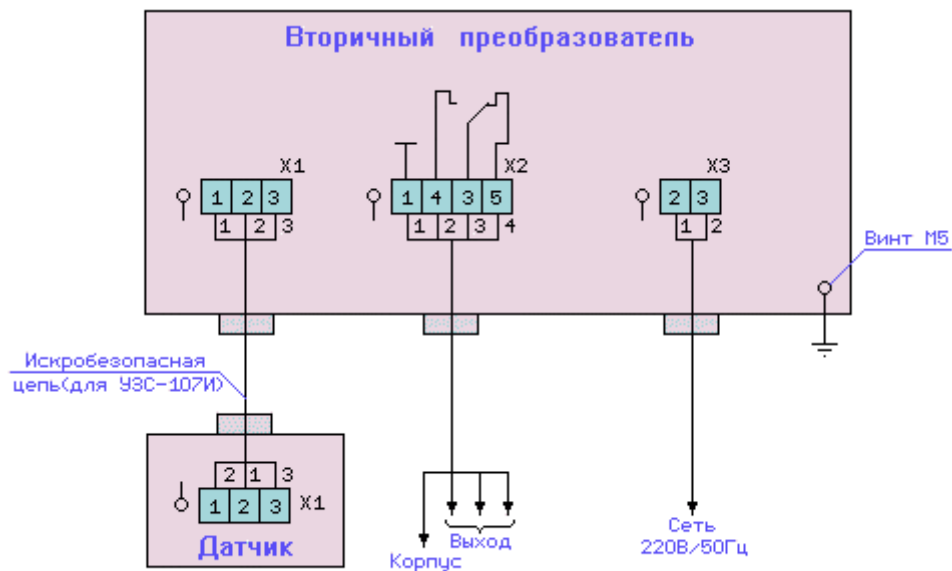 Вторичный преобразователь
X1
X2
X3
1 2 3
1 4 3 5
2 3
1 2 3
1 2 3 4
1 2
Винт М5
Искробезопасная
цепь(для УЗС-107И)
2 1 3
1 2 3
X1
Датчик
Выход
Корпус
Сеть
220В/50Гц